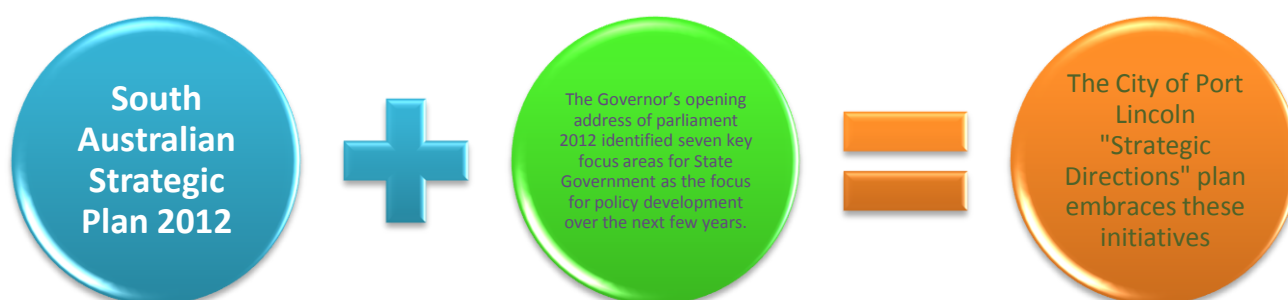 South
Australian
Strategic
Plan 2012
The Governor's opening
address of parliament
2012 identified seven key
focus areas for State
Government as the focus
for policy development
over the next few years.
The City of Port
Lincoln
"Strategic
Directions" plan
embraces these
initiatives